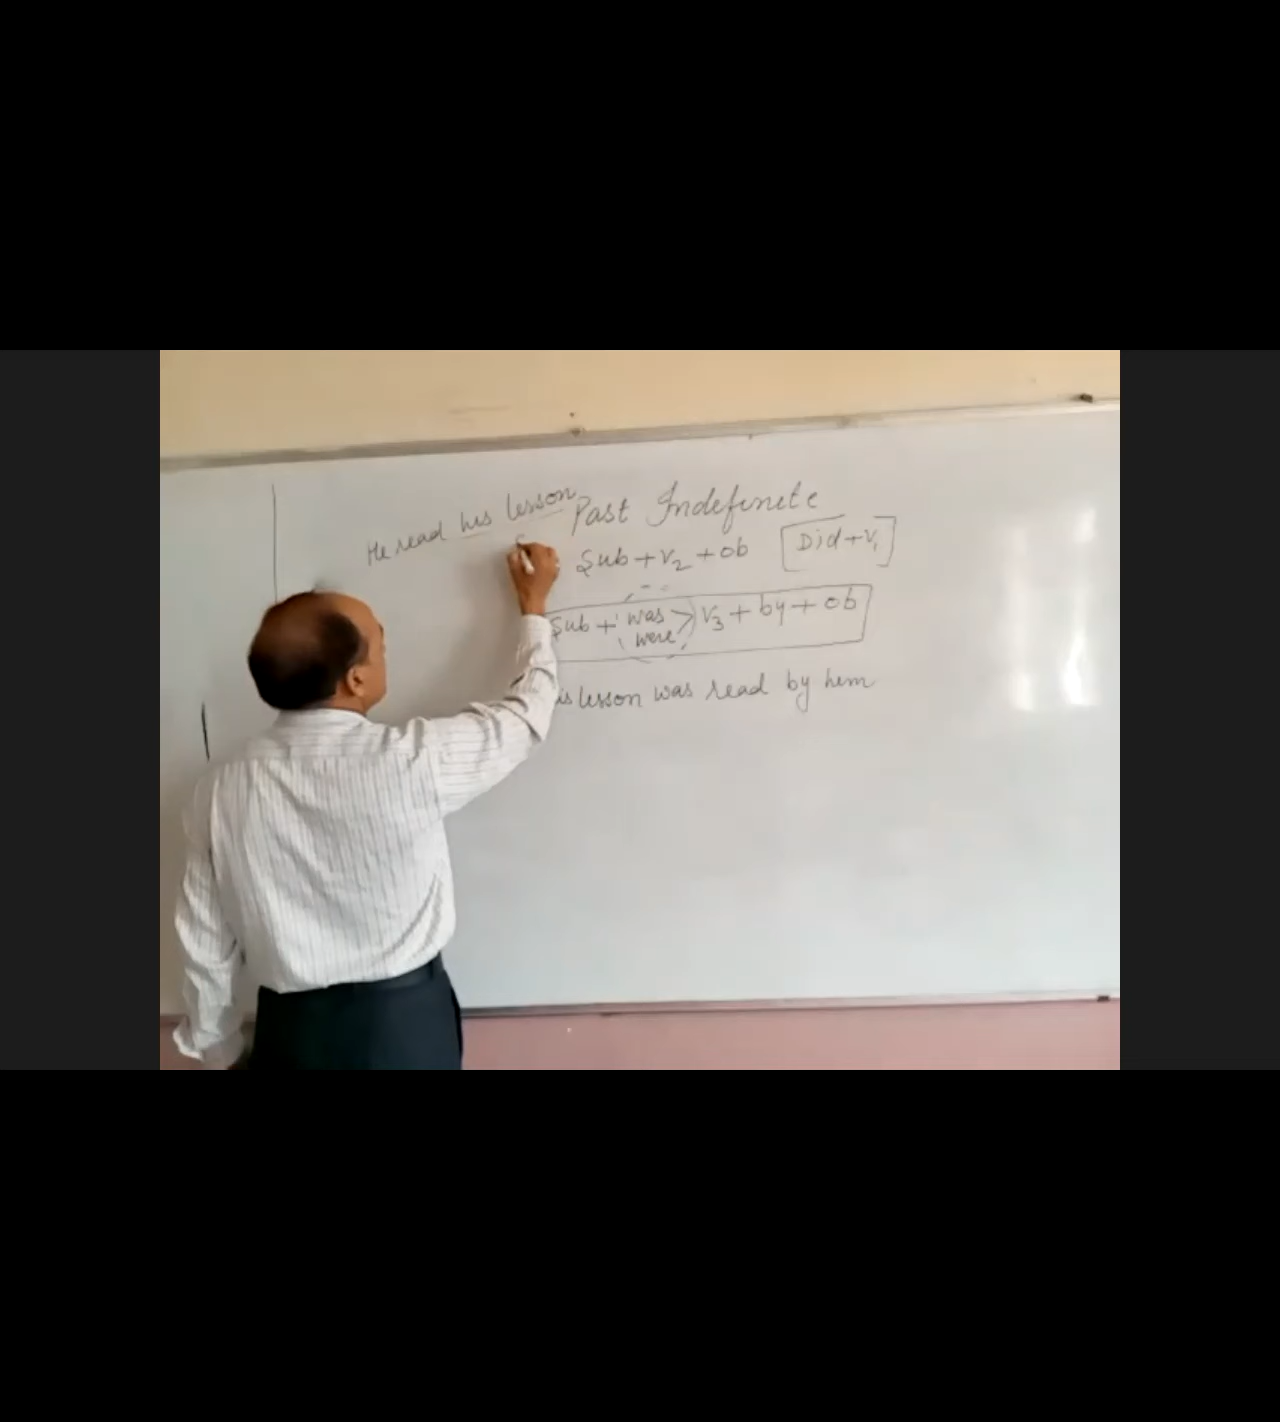 He read his lesson
Past Indefinite
Sub + V2 + ob [Did + V1]
Sub + was were > V3 + by + ob
is lesson was read by him